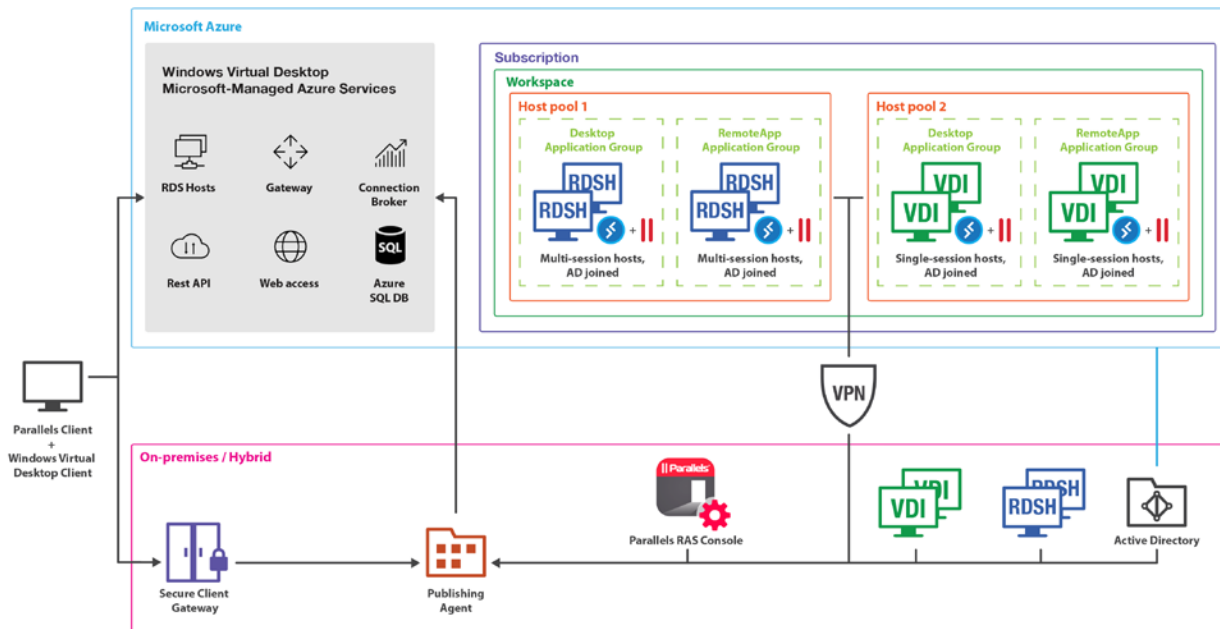 Microsoft Azure
Windows Virtual Desktop
Microsoft-Managed Azure Services
RDS Hosts
Gateway
Connection
Broker
Rest API
Web access
SQL
Azure
SQL DB
Subscription
Workspace
Host pool 1
Desktop
Application Group
RDSH
RDSH
Multi-session hosts,
AD joined
RemoteApp
Application Group
RDSH
RDSH
Multi-session hosts,
AD joined
Host pool 2
Desktop
Application Group
VDI
VDI
Single-session hosts,
AD joined
RemoteApp
Application Group
VDI
VDI
Single-session hosts,
AD joined
Parallels Client
+
Windows Virtual
Desktop Client
VPN
On-premises / Hybrid
Secure Client
Gateway
Publishing
Agent
Parallels
Parallels RAS Console
VDI
VDI
RDSH
RDSH
Active Directory